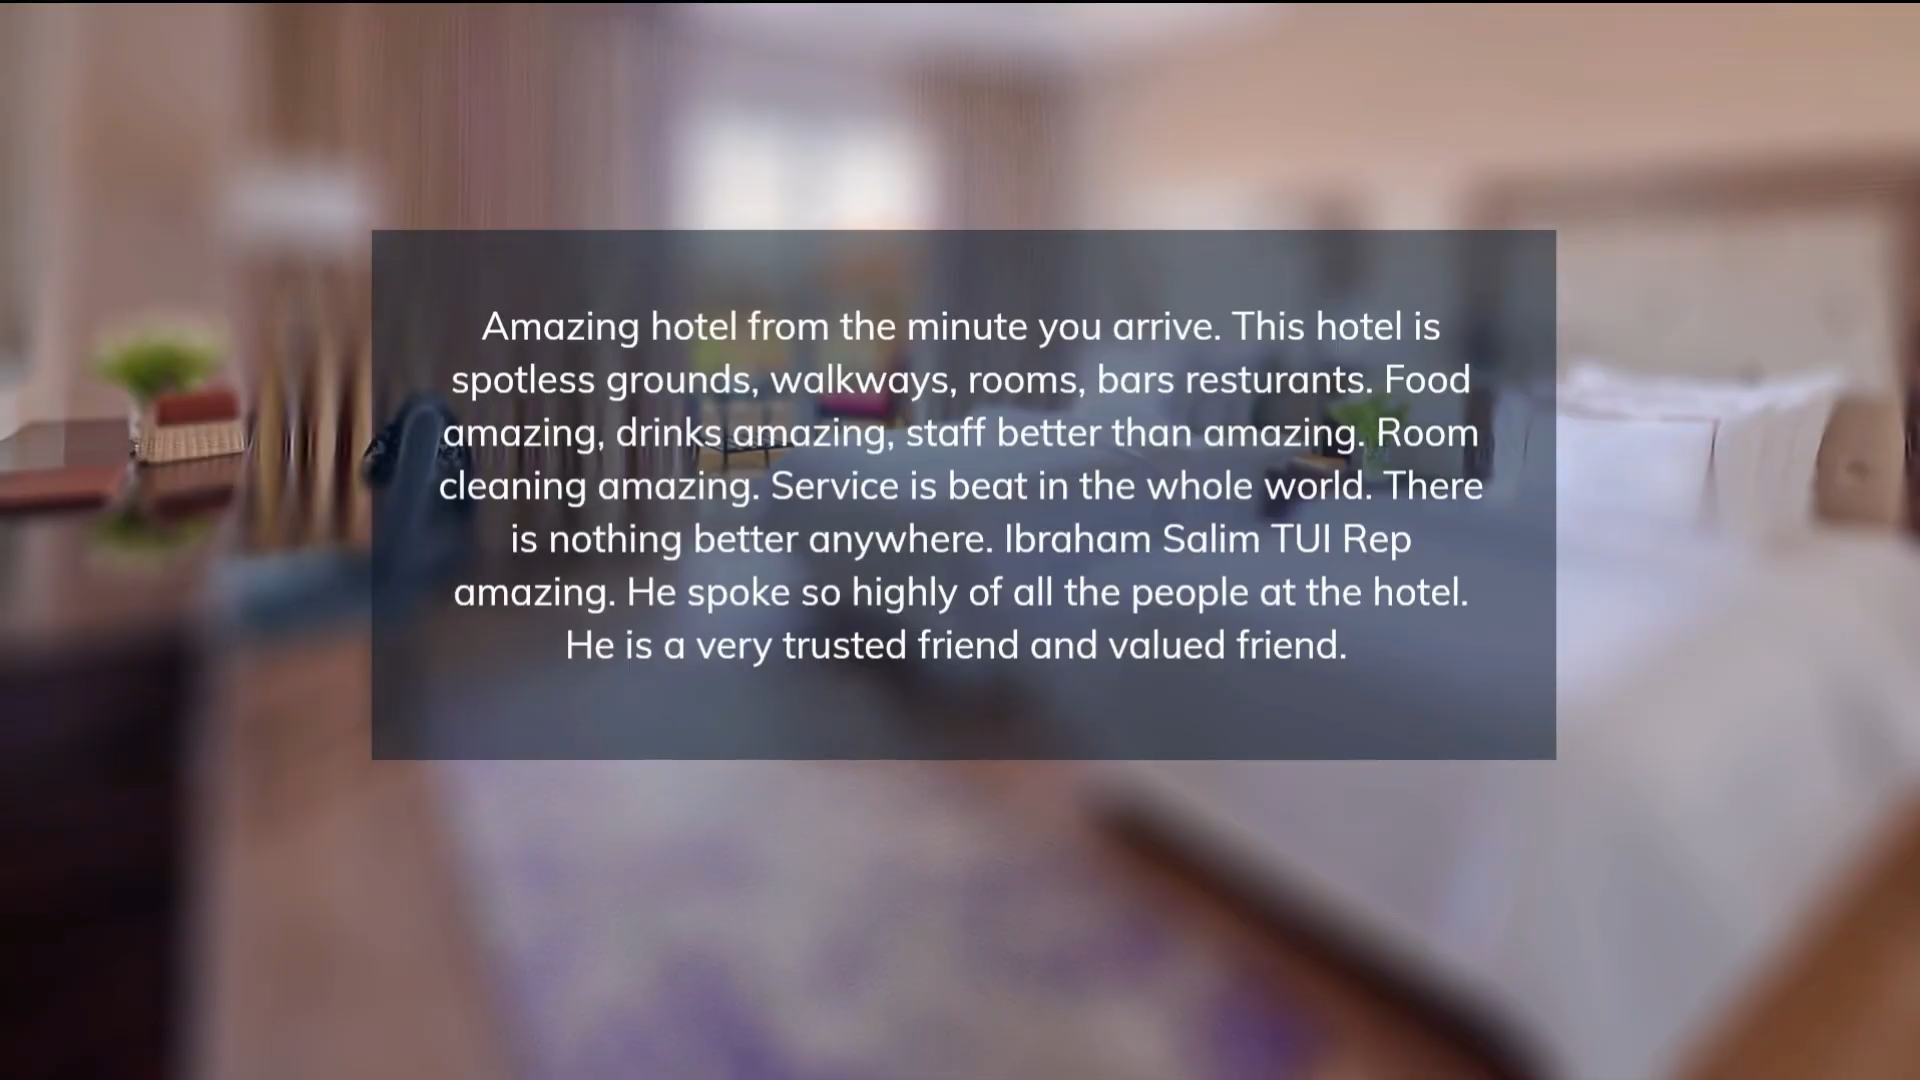 Amazing hotel from the minute you arrive. This hotel is
spotless grounds, walkways, rooms, bars resturants. Food
amazing, drinks amazing, staff better than amazing. Room
cleaning amazing. Service is beat in the whole world. There
is nothing better anywhere. Ibraham Salim TUI Rep
amazing. He spoke so highly of all the people at the hotel.
He is a very trusted friend and valued friend.